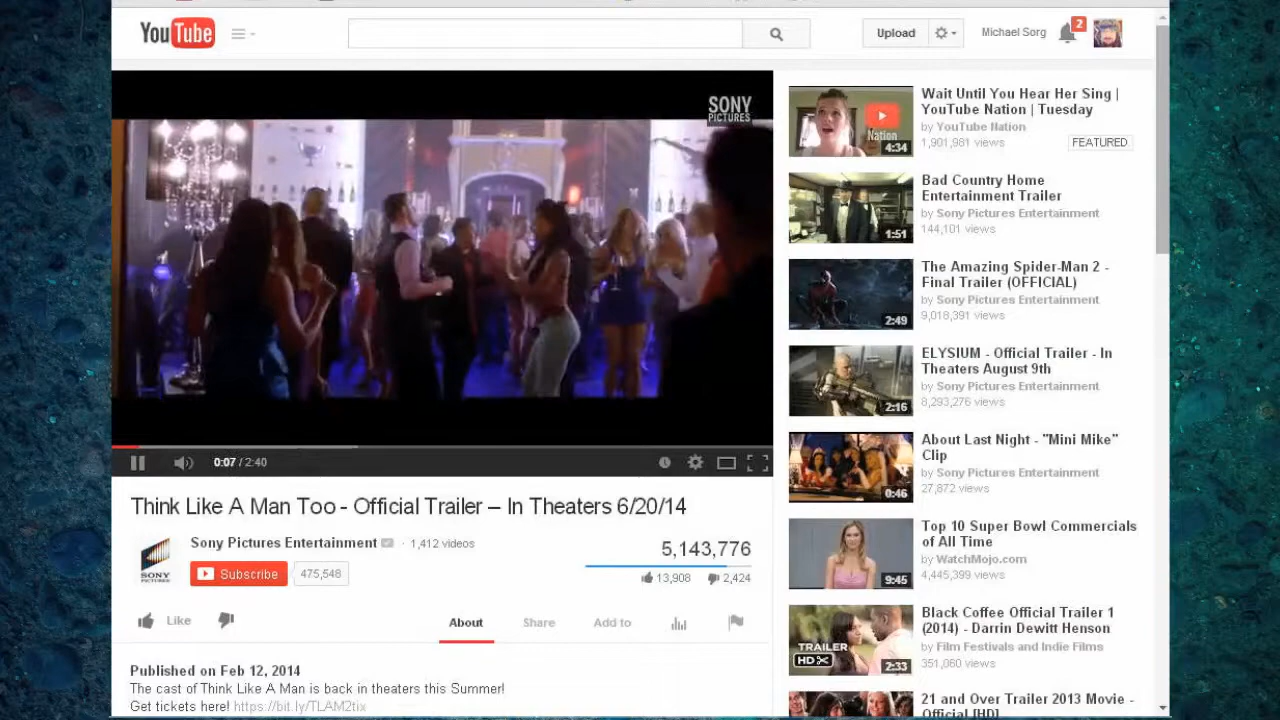 YouTube
Upload
Michael Sorg
2
SONY
PICTURES
0:07 / 2:40
Think Like A Man Too - Official Trailer – In Theaters 6/20/14
SONY
Sony Pictures Entertainment · 1,412 videos
Subscribe 475,548
5,143,776
13,908 2,424
Like
About Share Add to
Published on Feb 12, 2014
The cast of Think Like A Man is back in theaters this Summer!
Get tickets here! https://bit.ly/TLAM2tix
Nation
4:34
Wait Until You Hear Her Sing |
YouTube Nation | Tuesday
by YouTube Nation
1,901,981 views FEATURED
1:51
Bad Country Home
Entertainment Trailer
by Sony Pictures Entertainment
144,101 views
2:49
The Amazing Spider-Man 2 -
Final Trailer (OFFICIAL)
by Sony Pictures Entertainment
9,018,391 views
2:16
ELYSIUM - Official Trailer - In
Theaters August 9th
by Sony Pictures Entertainment
8,293,276 views
0:46
About Last Night - "Mini Mike"
Clip
by Sony Pictures Entertainment
27,872 views
9:45
Top 10 Super Bowl Commercials
of All Time
by WatchMojo.com
4,445,399 views
TRAILER
HD
2:33
Black Coffee Official Trailer 1
(2014) - Darrin Dewitt Henson
by Film Festivals and Indie Films
351,060 views
21 and Over Trailer 2013 Movie -
Official [HD]